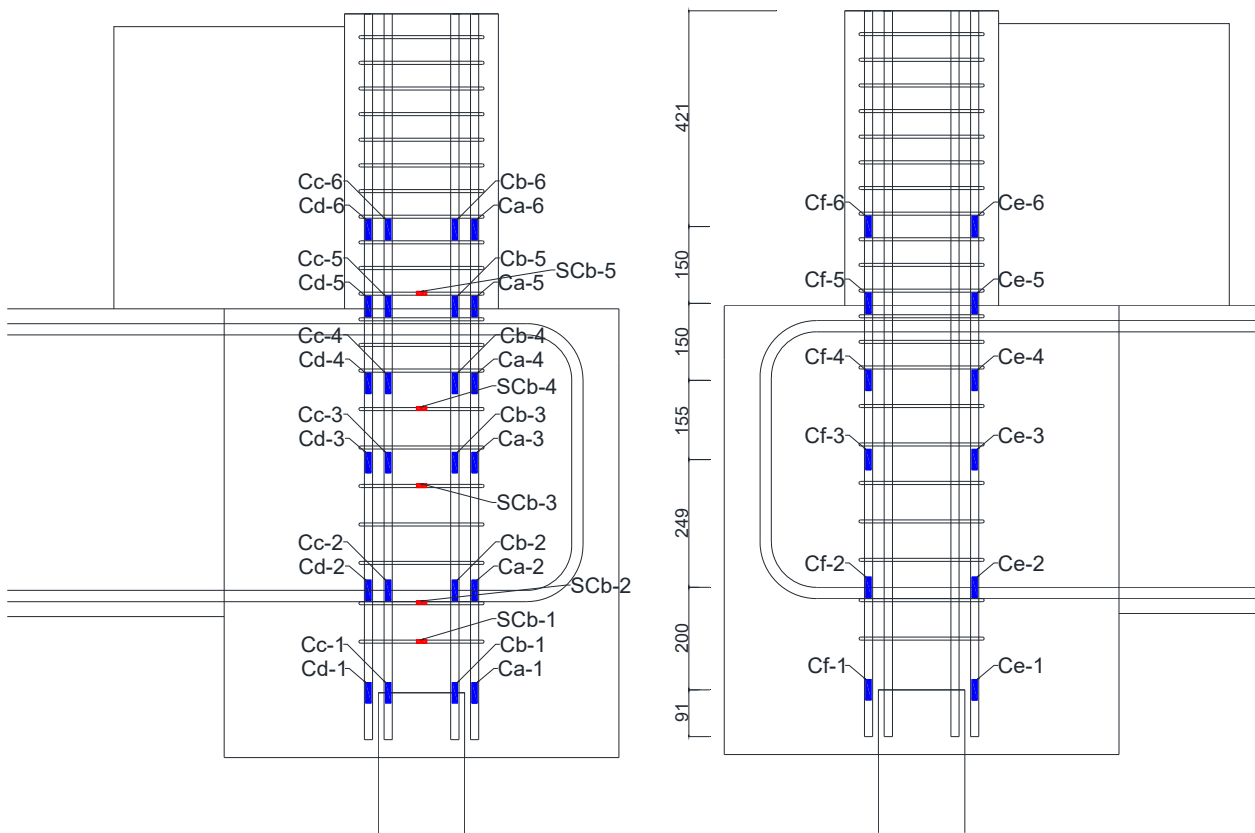 421
Cc-6
Cb-6
Cd-6
Ca-6
Cf-6
Ce-6
Cc-5
Cb-5
SCb-5
150
Cd-5
Ca-5
Cf-5
Ce-5
Cc-4
Cb-4
150
Cd-4
Ca-4
Cf-4
Ce-4
SCb-4
Cc-3
Cb-3
155
Cd-3
Ca-3
Cf-3
Ce-3
SCb-3
249
Cc-2
Cb-2
Cd-2
Ca-2
Cf-2
Ce-2
SCb-2
SCb-1
200
Cc-1
Cb-1
Cd-1
Ca-1
Cf-1
Ce-1
91